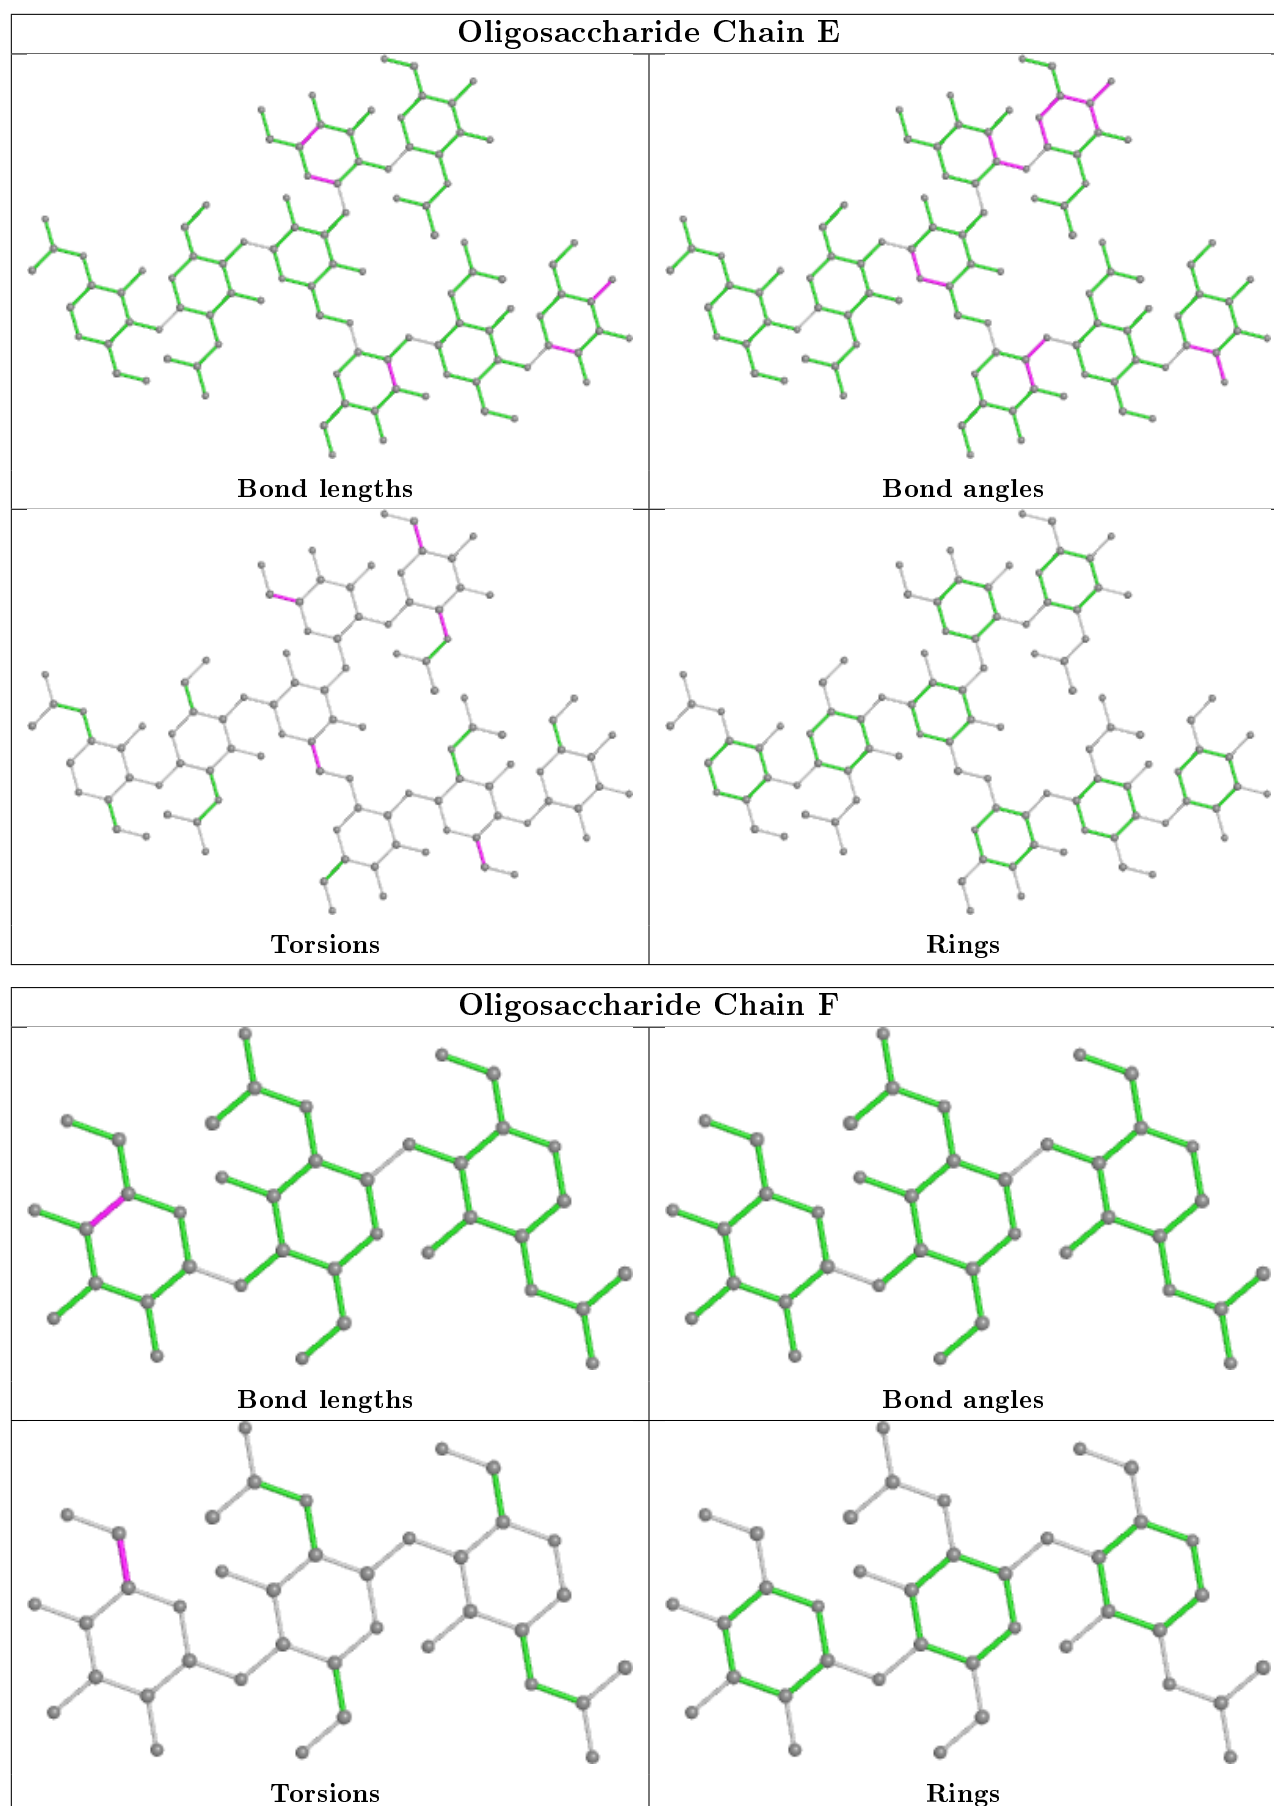 Oligosaccharide Chain E
Bond lengths
Bond angles
Torsions
Rings
Oligosaccharide Chain F
Bond lengths
Bond angles
Torsions
Rings